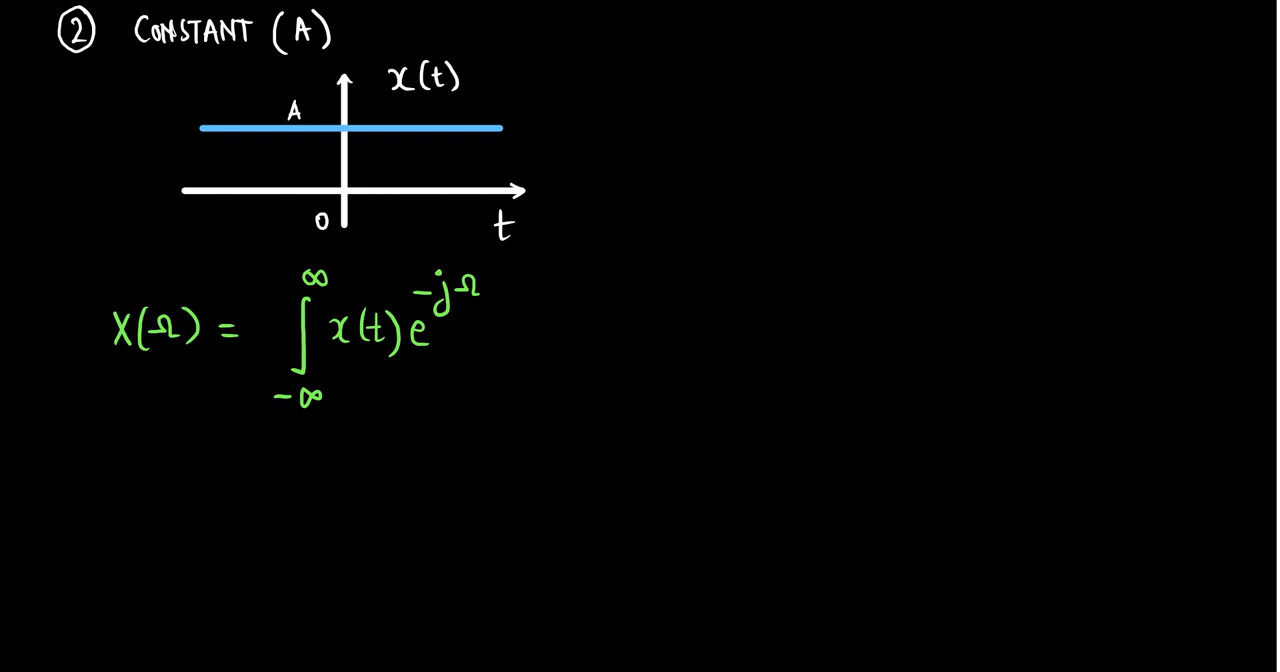 ② CONSTANT (A)
x(t)
A
0
t
X(Ω) = ∫_{-∞}^{∞} x(t) e^{-jΩ}